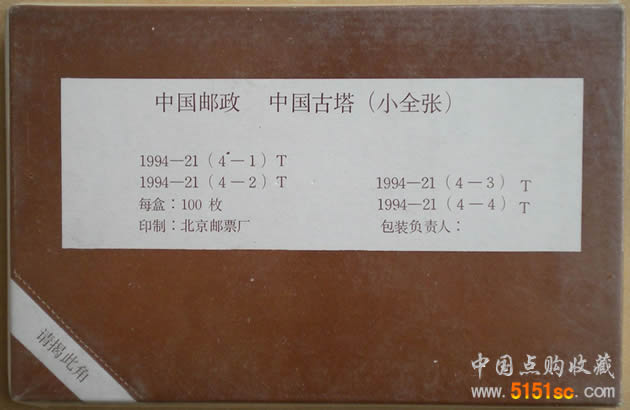 中国邮政 中国古塔（小全张）
1994—21（4—1）T
1994—21（4—2）T
1994—21（4—3）T
1994—21（4—4）T
每盒：100 枚
印制：北京邮票厂
包装负责人：
请揭此角
中国点购收藏
www.5151sc.com